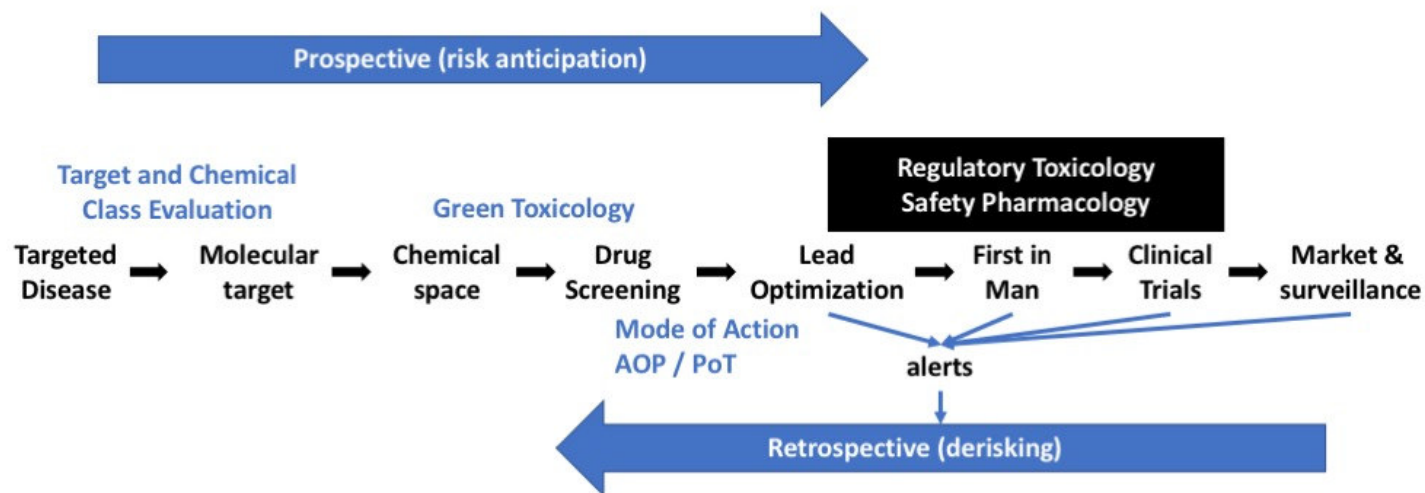 Prospective (risk anticipation)
Target and Chemical
Class Evaluation
Green Toxicology
Regulatory Toxicology
Safety Pharmacology
Targeted
Disease
Molecular
target
Chemical
space
Drug
Screening
Lead
Optimization
First in
Man
Clinical
Trials
Market &
surveillance
Mode of Action
AOP / PoT
alerts
Retrospective (derisking)